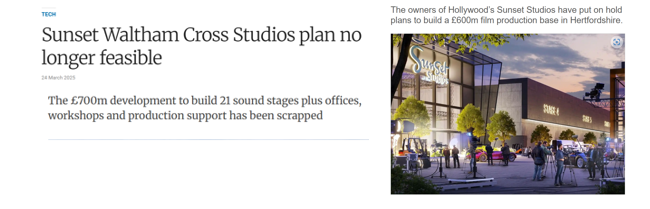 TECH
Sunset Waltham Cross Studios plan no
longer feasible
24 March 2025
The £700m development to build 21 sound stages plus offices,
workshops and production support has been scrapped
The owners of Hollywood's Sunset Studios have put on hold
plans to build a £600m film production base in Hertfordshire.
Sunset
Studios
STAGE 4